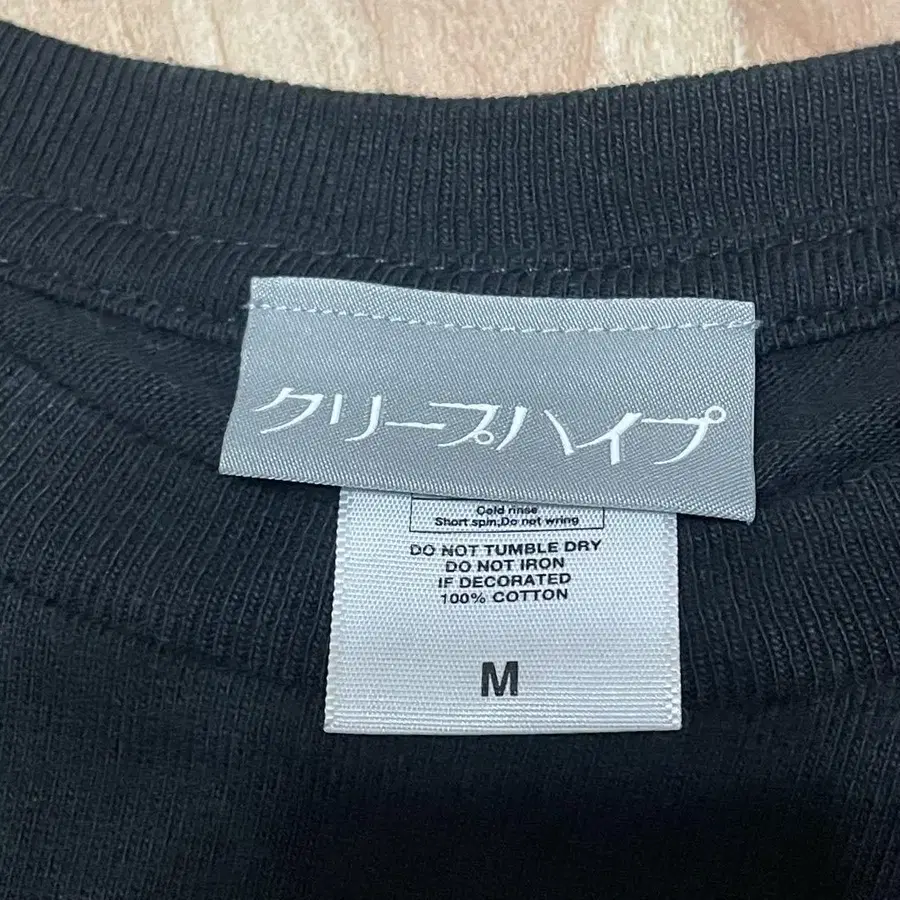 クリープハイプ
Cold rinse
Short spin,Do not wring
DO NOT TUMBLE DRY
DO NOT IRON
IF DECORATED
100% COTTON
M